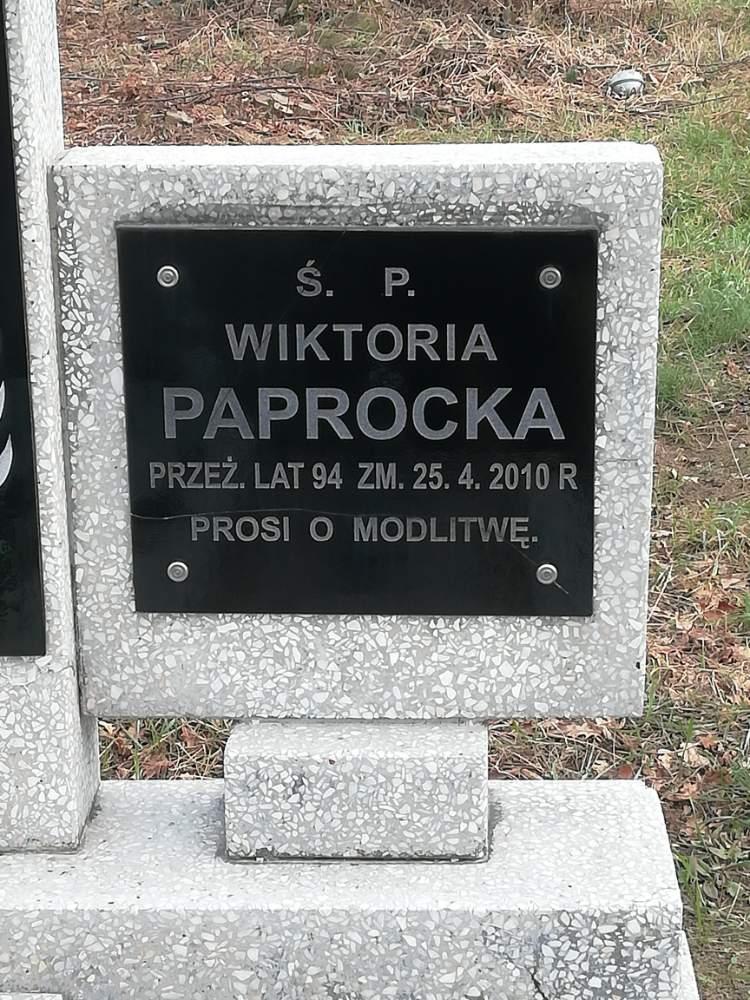 Ś. P.
WIKTORIA
PAPROCKA
PRZEŻ. LAT 94 ZM. 25. 4. 2010 R
PROSI O MODLITWĘ.